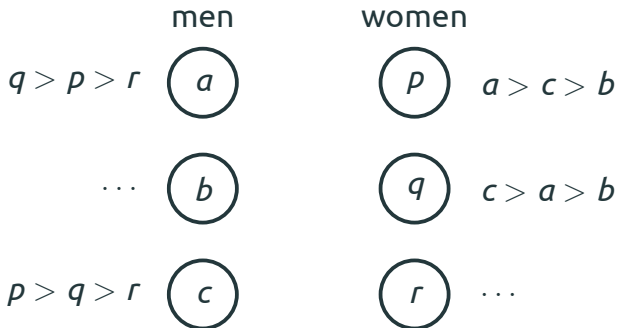 men women
q > p > r a p a > c > b
··· b q c > a > b
p > q > r c r ···